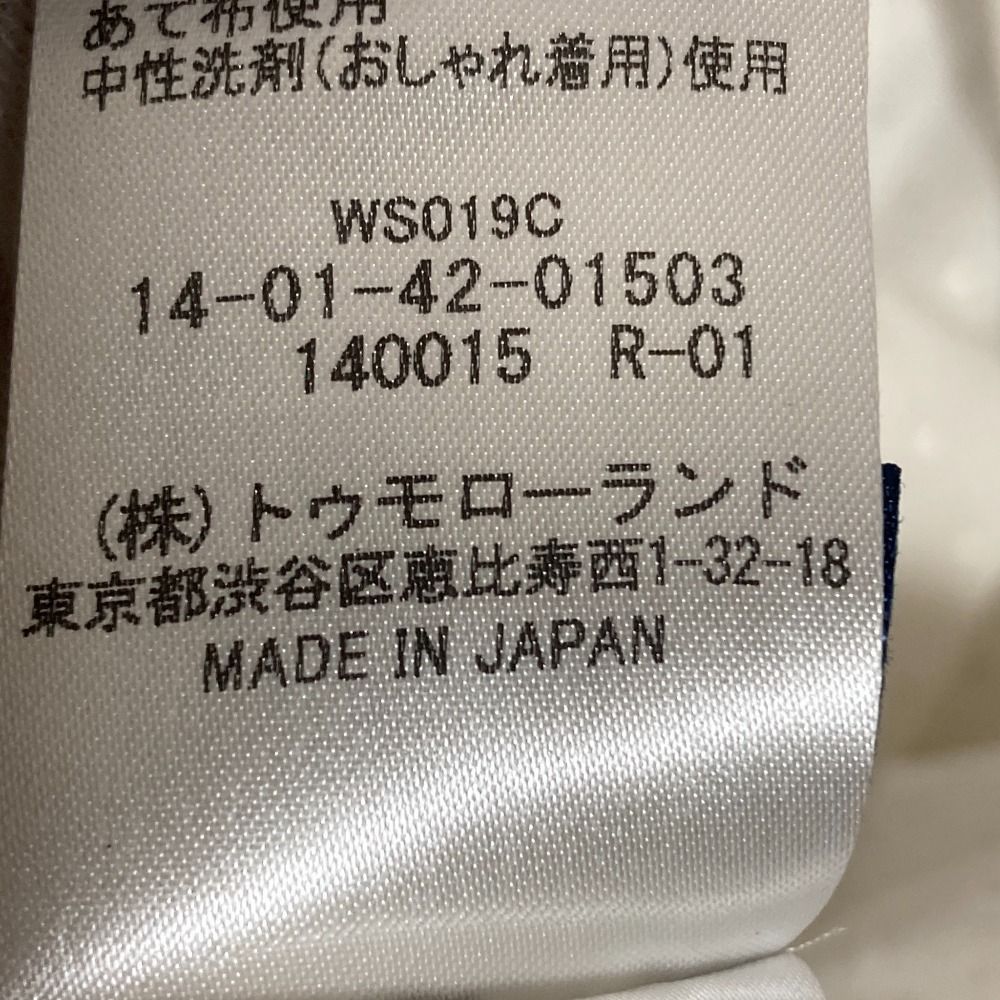 あて布使用
中性洗剤(おしゃれ着用)使用
WS019C
14-01-42-01503
140015 R-01
(株)トゥモローランド
東京都渋谷区恵比寿西1-32-18
MADE IN JAPAN